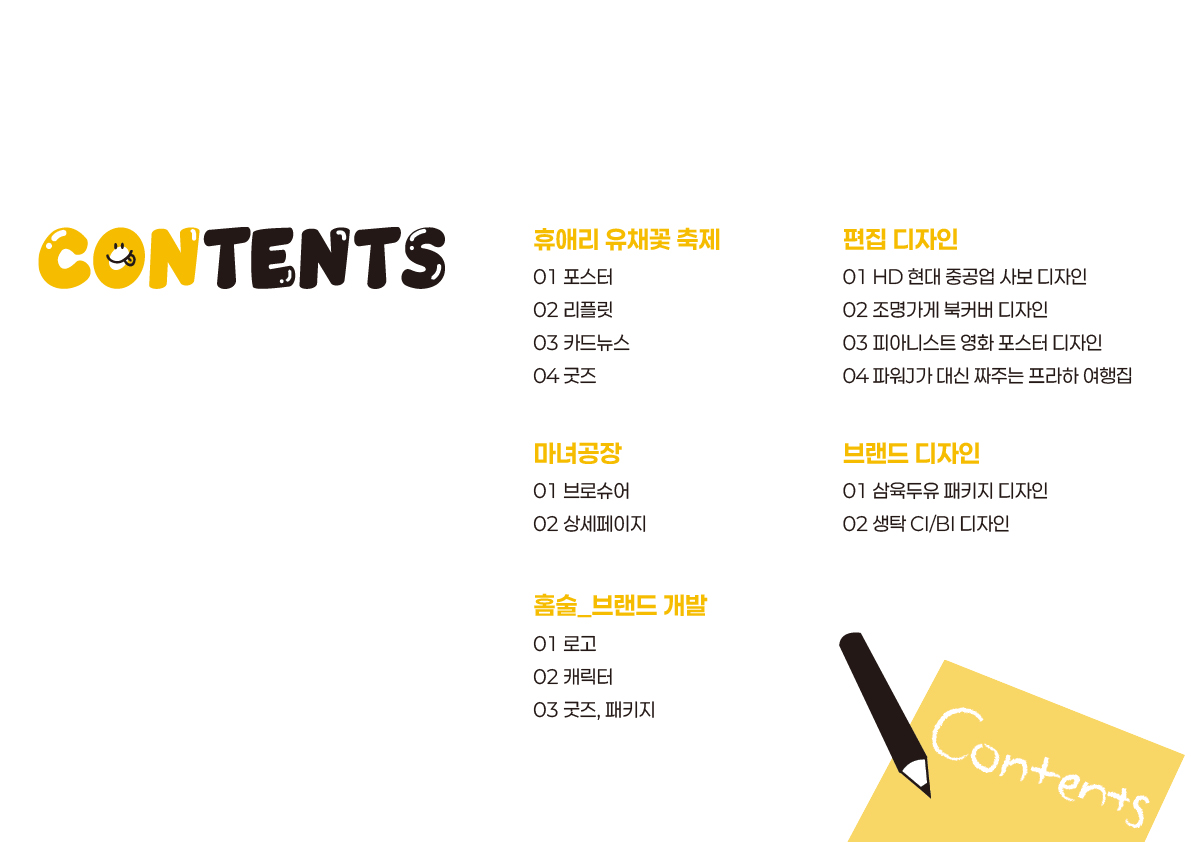 CONTENTS
휴애리 유채꽃 축제
01 포스터
02 리플릿
03 카드뉴스
04 굿즈
마녀공장
01 브로슈어
02 상세페이지
홈술_브랜드 개발
01 로고
02 캐릭터
03 굿즈, 패키지
편집 디자인
01 HD 현대 중공업 사보 디자인
02 조명가게 북커버 디자인
03 피아니스트 영화 포스터 디자인
04 파워J가 대신 짜주는 프라하 여행집
브랜드 디자인
01 삼육두유 패키지 디자인
02 생탁 CI/BI 디자인
Contents